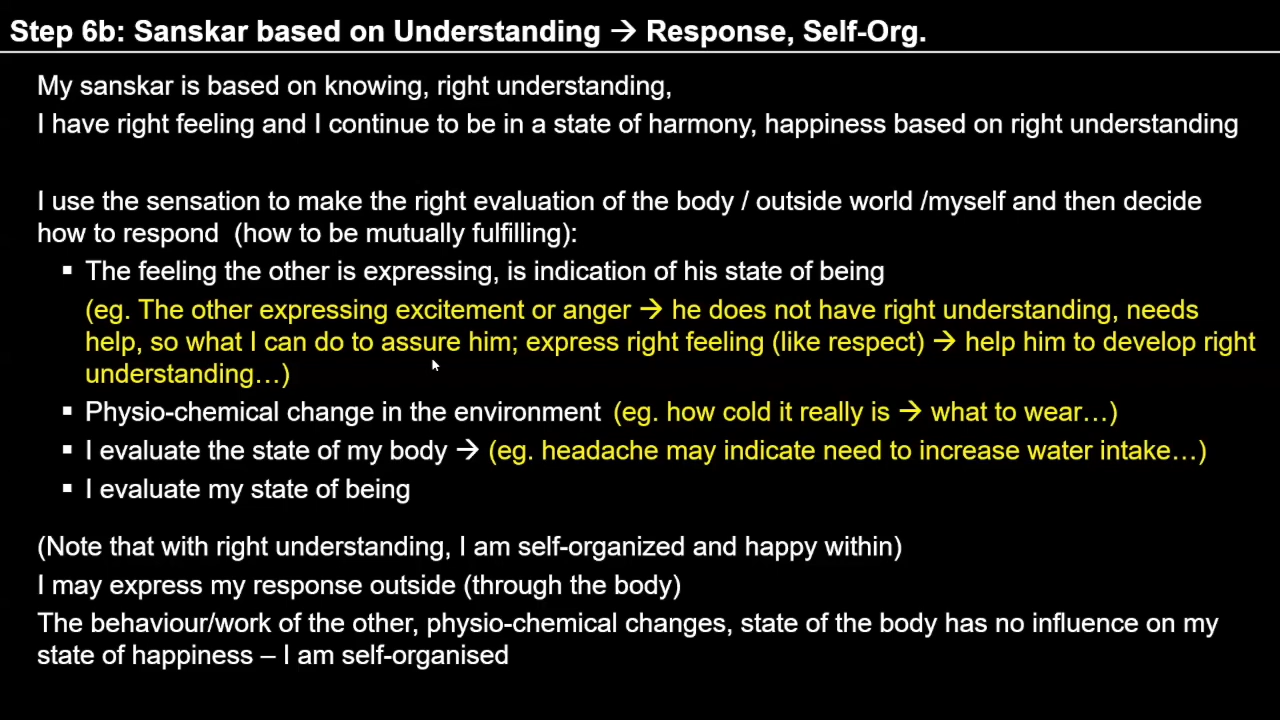 Step 6b: Sanskar based on Understanding → Response, Self-Org.
My sanskar is based on knowing, right understanding,
I have right feeling and I continue to be in a state of harmony, happiness based on right understanding
I use the sensation to make the right evaluation of the body / outside world /myself and then decide
how to respond (how to be mutually fulfilling):
▪ The feeling the other is expressing, is indication of his state of being
(eg. The other expressing excitement or anger → he does not have right understanding, needs
help, so what I can do to assure him; express right feeling (like respect) → help him to develop right
understanding…)
▪ Physio-chemical change in the environment (eg. how cold it really is → what to wear…)
▪ I evaluate the state of my body → (eg. headache may indicate need to increase water intake…)
▪ I evaluate my state of being
(Note that with right understanding, I am self-organized and happy within)
I may express my response outside (through the body)
The behaviour/work of the other, physio-chemical changes, state of the body has no influence on my
state of happiness – I am self-organised